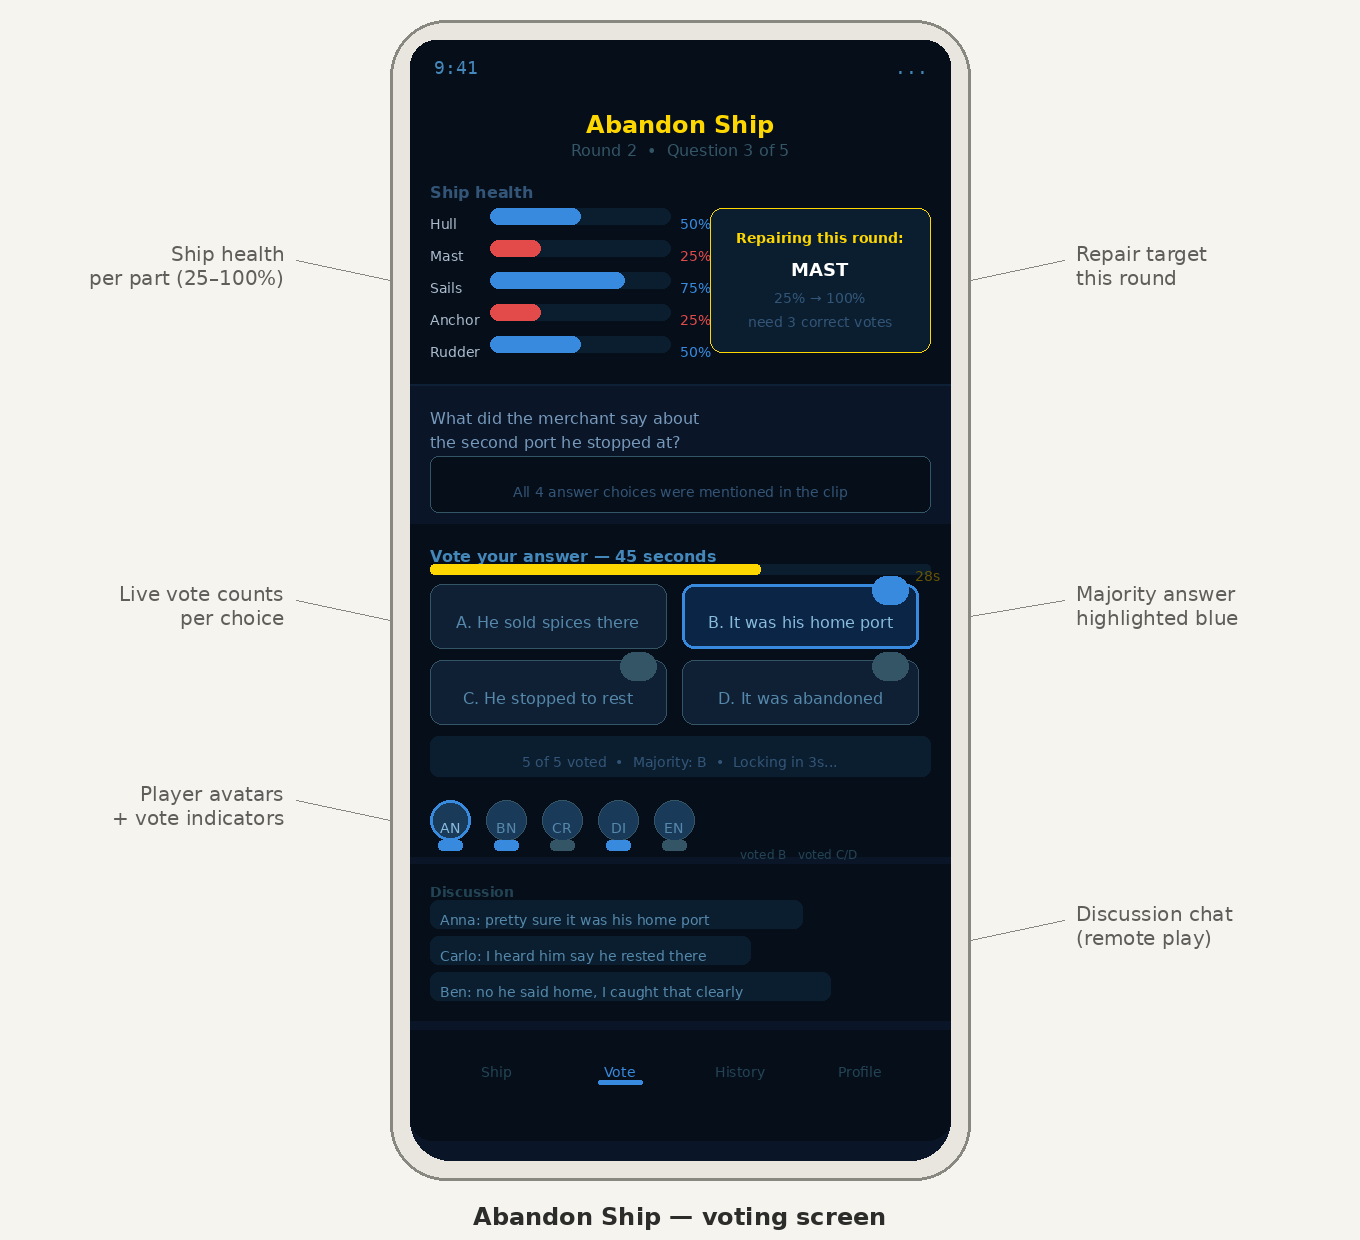 9:41
...
Abandon Ship
Round 2 • Question 3 of 5
Ship health
Hull 50%
Mast 25%
Sails 75%
Anchor 25%
Rudder 50%
Repairing this round:
MAST
25% → 100%
need 3 correct votes
Ship health
per part (25–100%)
Repair target
this round
What did the merchant say about
the second port he stopped at?
All 4 answer choices were mentioned in the clip
Vote your answer — 45 seconds
28s
A. He sold spices there
B. It was his home port
C. He stopped to rest
D. It was abandoned
Live vote counts
per choice
Majority answer
highlighted blue
5 of 5 voted • Majority: B • Locking in 3s...
Player avatars
+ vote indicators
AN BN CR DI EN
voted B voted C/D
Discussion
Anna: pretty sure it was his home port
Carlo: I heard him say he rested there
Ben: no he said home, I caught that clearly
Discussion chat
(remote play)
Ship Vote History Profile
Abandon Ship — voting screen